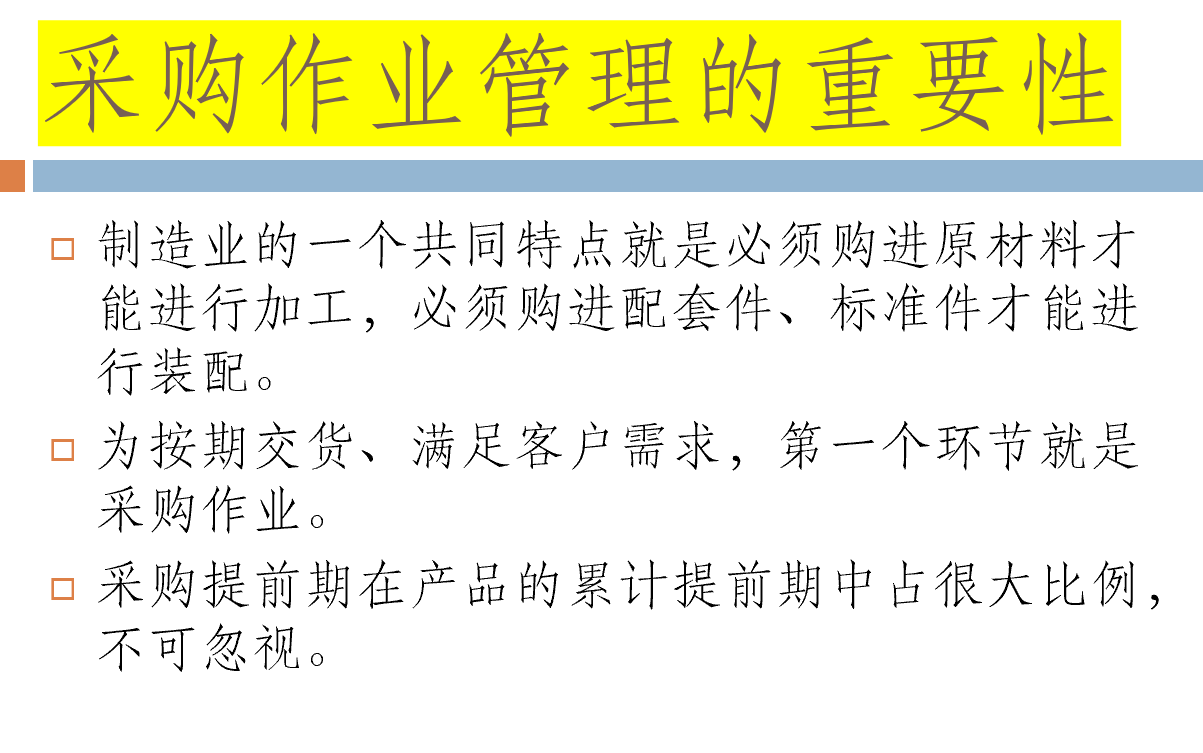 采购作业管理的重要性
制造业的一个共同特点就是必须购进原材料才
能进行加工，必须购进配套件、标准件才能进
行装配。
为按期交货、满足客户需求，第一个环节就是
采购作业。
采购提前期在产品的累计提前期中占很大比例，
不可忽视。